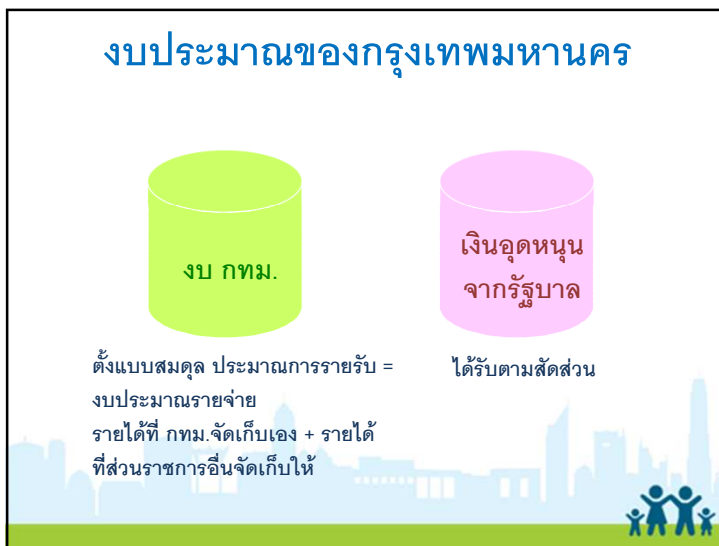 งบประมาณของกรุงเทพมหานคร
งบ กทม.
เงินอุดหนุน
จากรัฐบาล
ตั้งแบบสมดุล ประมาณการรายรับ =
งบประมาณรายจ่าย
รายได้ที่ กทม.จัดเก็บเอง + รายได้
ที่ส่วนราชการอื่นจัดเก็บให้
ได้รับตามสัดส่วน